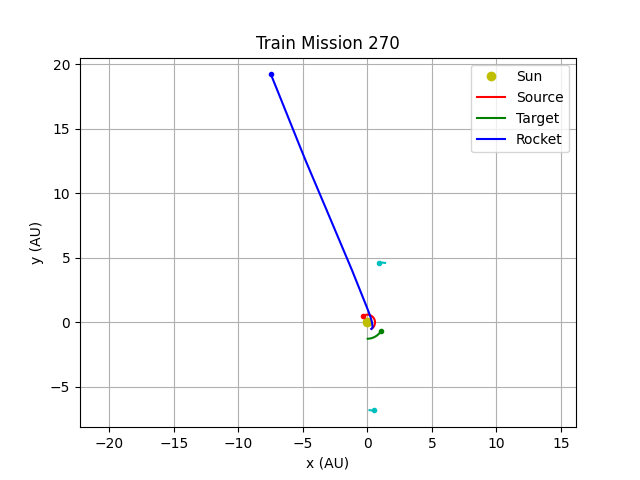 Train Mission 270
Sun
Source
Target
Rocket
20
15
10
5
0
−5
y (AU)
−20
−15
−10
−5
0
5
10
15
x (AU)